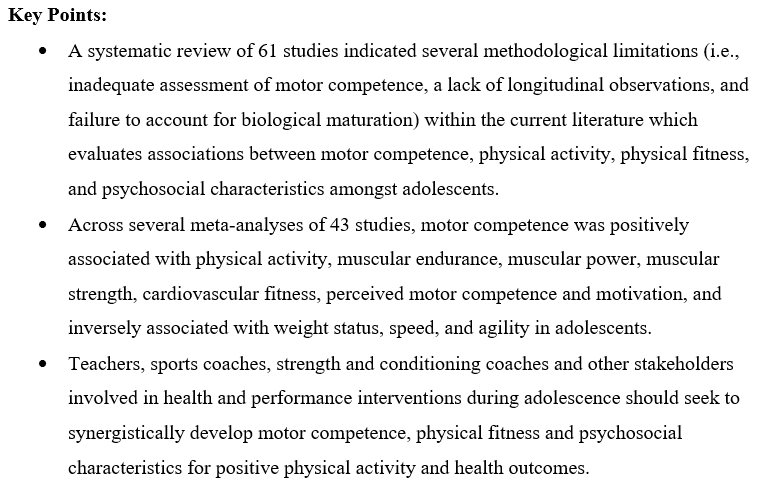 Key Points:
• A systematic review of 61 studies indicated several methodological limitations (i.e.,
inadequate assessment of motor competence, a lack of longitudinal observations, and
failure to account for biological maturation) within the current literature which
evaluates associations between motor competence, physical activity, physical fitness,
and psychosocial characteristics amongst adolescents.
• Across several meta-analyses of 43 studies, motor competence was positively
associated with physical activity, muscular endurance, muscular power, muscular
strength, cardiovascular fitness, perceived motor competence and motivation, and
inversely associated with weight status, speed, and agility in adolescents.
• Teachers, sports coaches, strength and conditioning coaches and other stakeholders
involved in health and performance interventions during adolescence should seek to
synergistically develop motor competence, physical fitness and psychosocial
characteristics for positive physical activity and health outcomes.